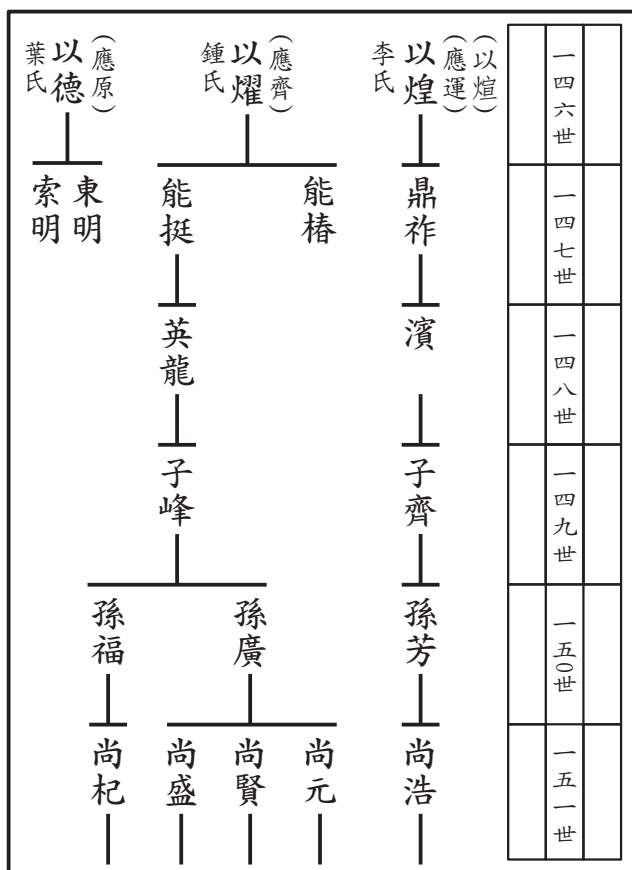 一四六世
(以煊)
(應運)
以煌
李氏
(應齊)
以燿
鍾氏
(應原)
以德
葉氏
一四七世
鼎祚
能椿
能挺
東明
索明
一四八世
濱
英龍
一四九世
子齊
子峰
一五0世
孫芳
孫廣
孫福
一五一世
尚浩
尚元
尚賢
尚盛
尚杞